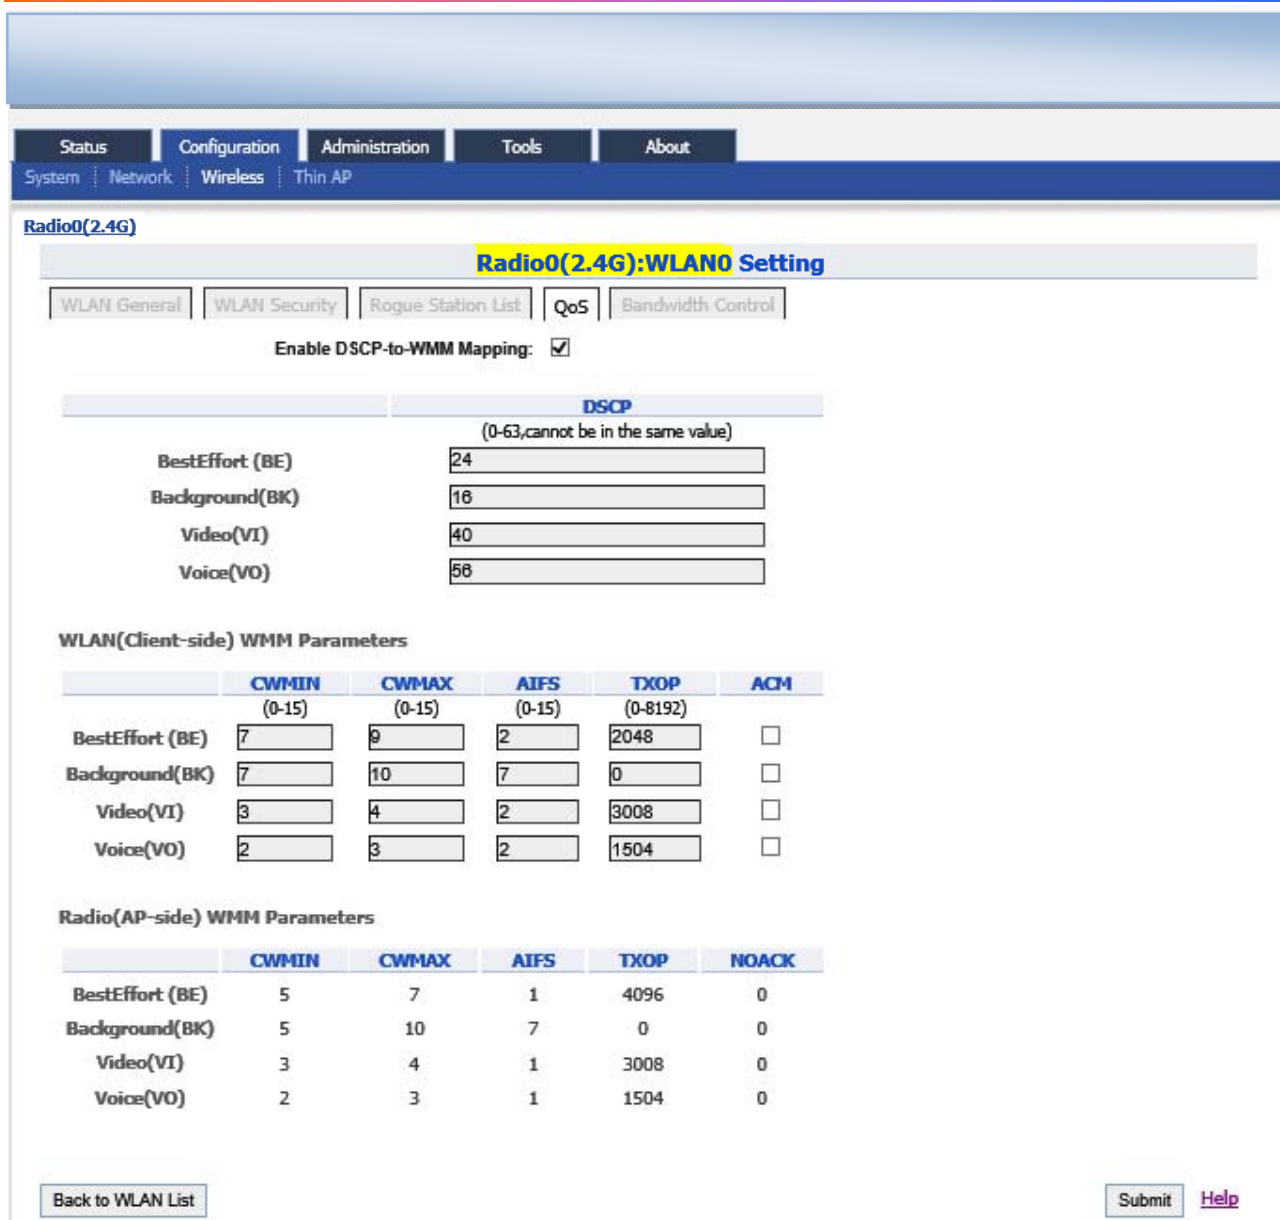 Status Configuration Administration Tools About
System Network Wireless Thin AP
Radio0(2.4G)
Radio0(2.4G):WLAN0 Setting
WLAN General WLAN Security Rogue Station List QoS Bandwidth Control
Enable DSCP-to-WMM Mapping:
DSCP
(0-63,cannot be in the same value)
BestEffort (BE) 24
Background(BK) 16
Video(VI) 40
Voice(VO) 56
WLAN(Client-side) WMM Parameters
CWMIN CWMAX AIFS TXOP ACM
(0-15) (0-15) (0-15) (0-8192)
BestEffort (BE) 7 9 2 2048
Background(BK) 7 10 7 0
Video(VI) 3 4 2 3008
Voice(VO) 2 3 2 1504
Radio(AP-side) WMM Parameters
CWMIN CWMAX AIFS TXOP NOACK
BestEffort (BE) 5 7 1 4096 0
Background(BK) 5 10 7 0 0
Video(VI) 3 4 1 3008 0
Voice(VO) 2 3 1 1504 0
Back to WLAN List Submit Help